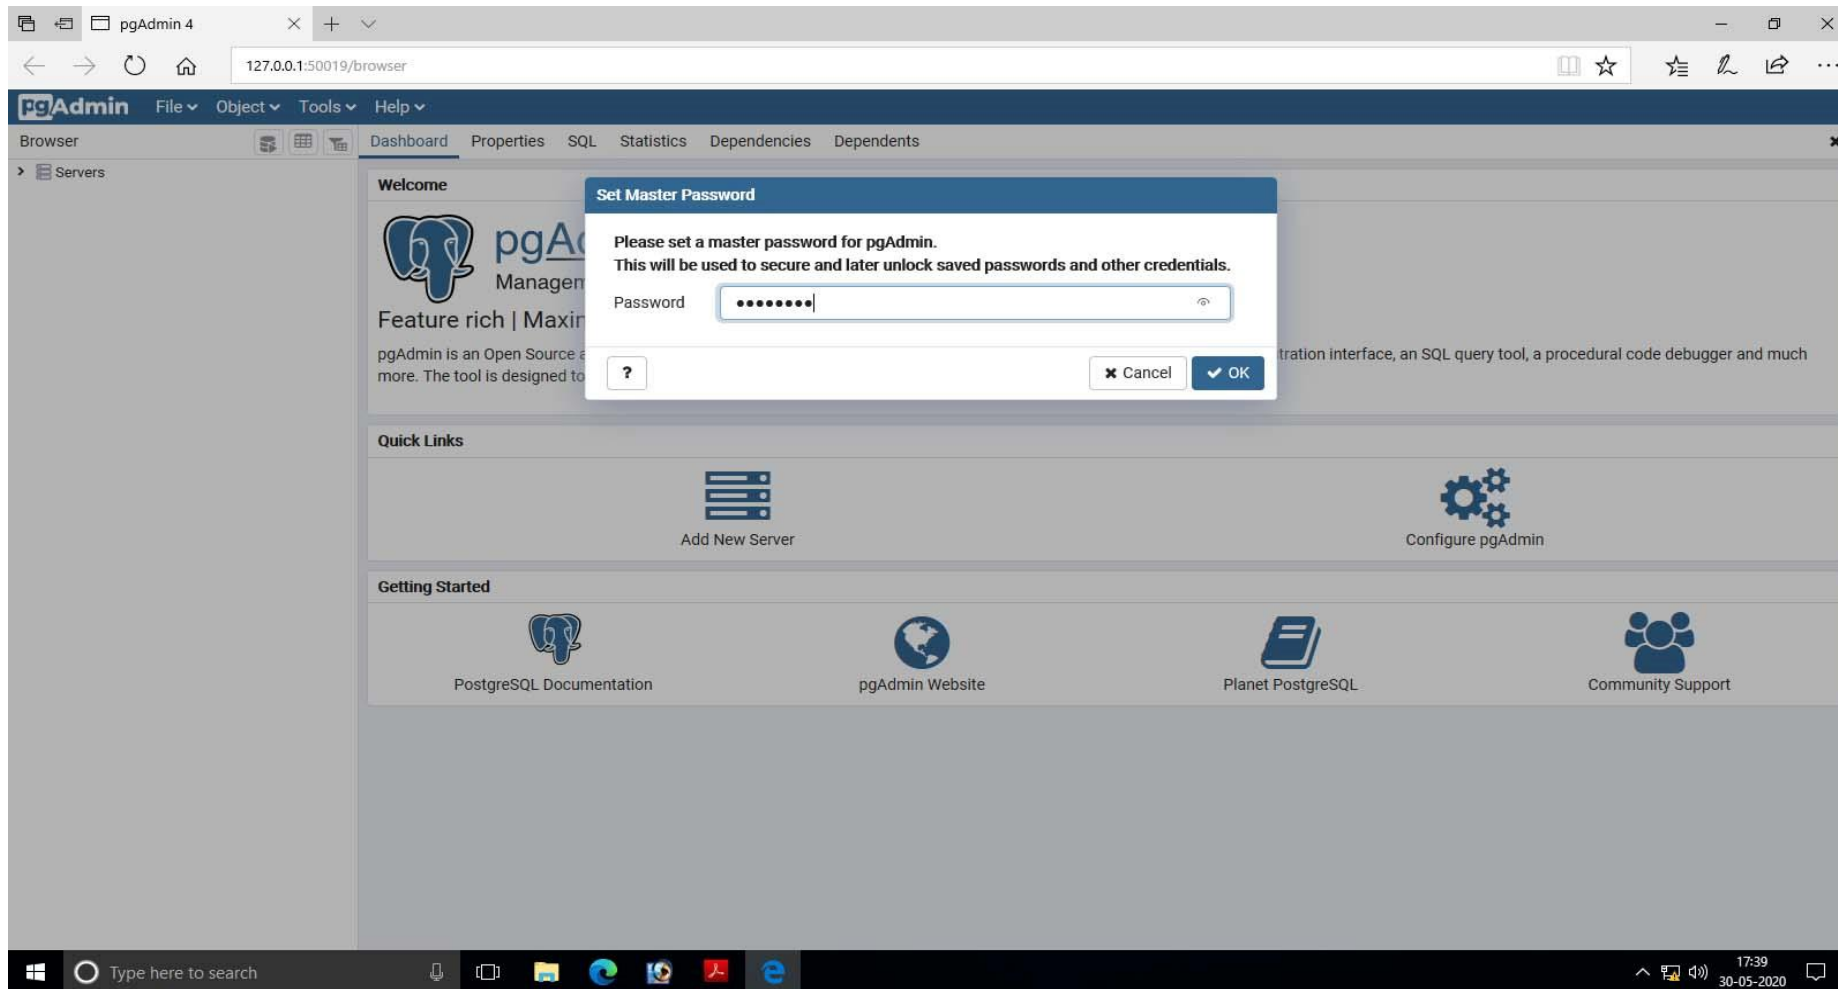 pgAdmin 4
127.0.0.1:50019/browser
pgAdmin File Object Tools Help
Browser Dashboard Properties SQL Statistics Dependencies Dependents
Servers
Welcome
Set Master Password
Please set a master password for pgAdmin.
This will be used to secure and later unlock saved passwords and other credentials.
Password ••••••••
? Cancel OK
Feature rich |
pgAdmin is an Open Source tration interface, an SQL query tool, a procedural code debugger and much
more. The tool is designed to
Quick Links
Add New Server Configure pgAdmin
Getting Started
PostgreSQL Documentation pgAdmin Website Planet PostgreSQL Community Support
Type here to search
17:39
30-05-2020